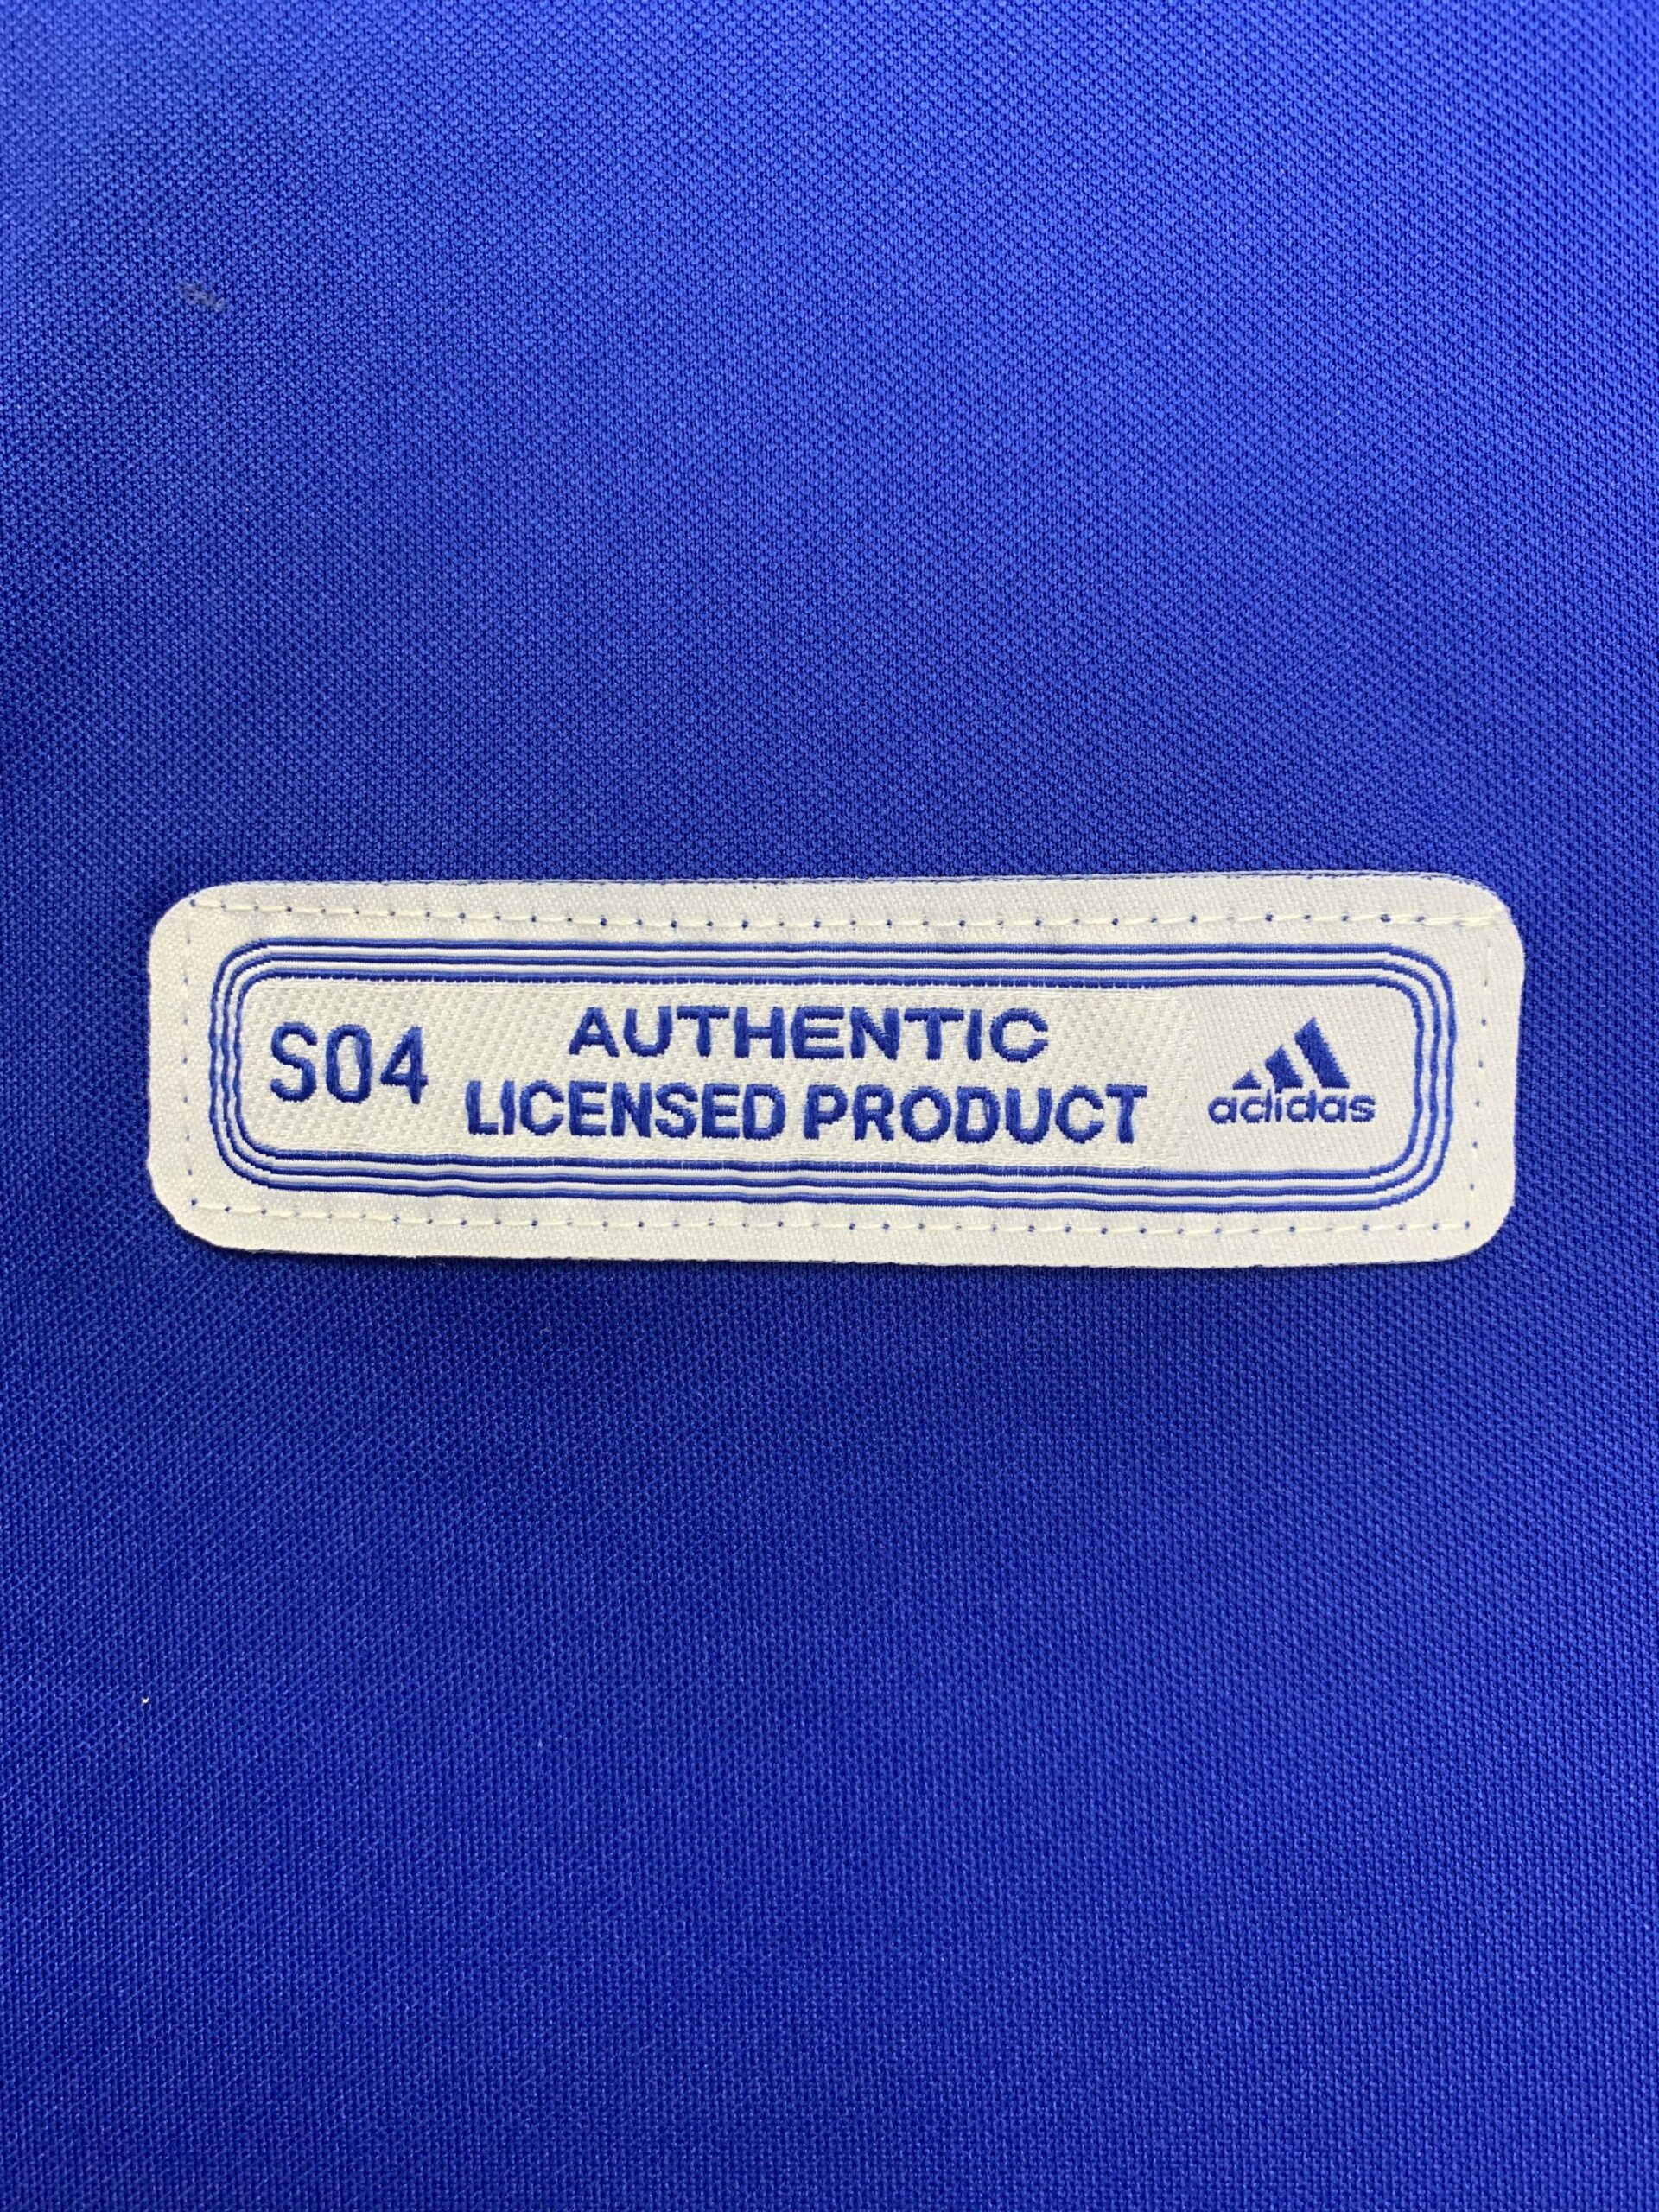 S04
AUTHENTIC
LICENSED PRODUCT
adidas